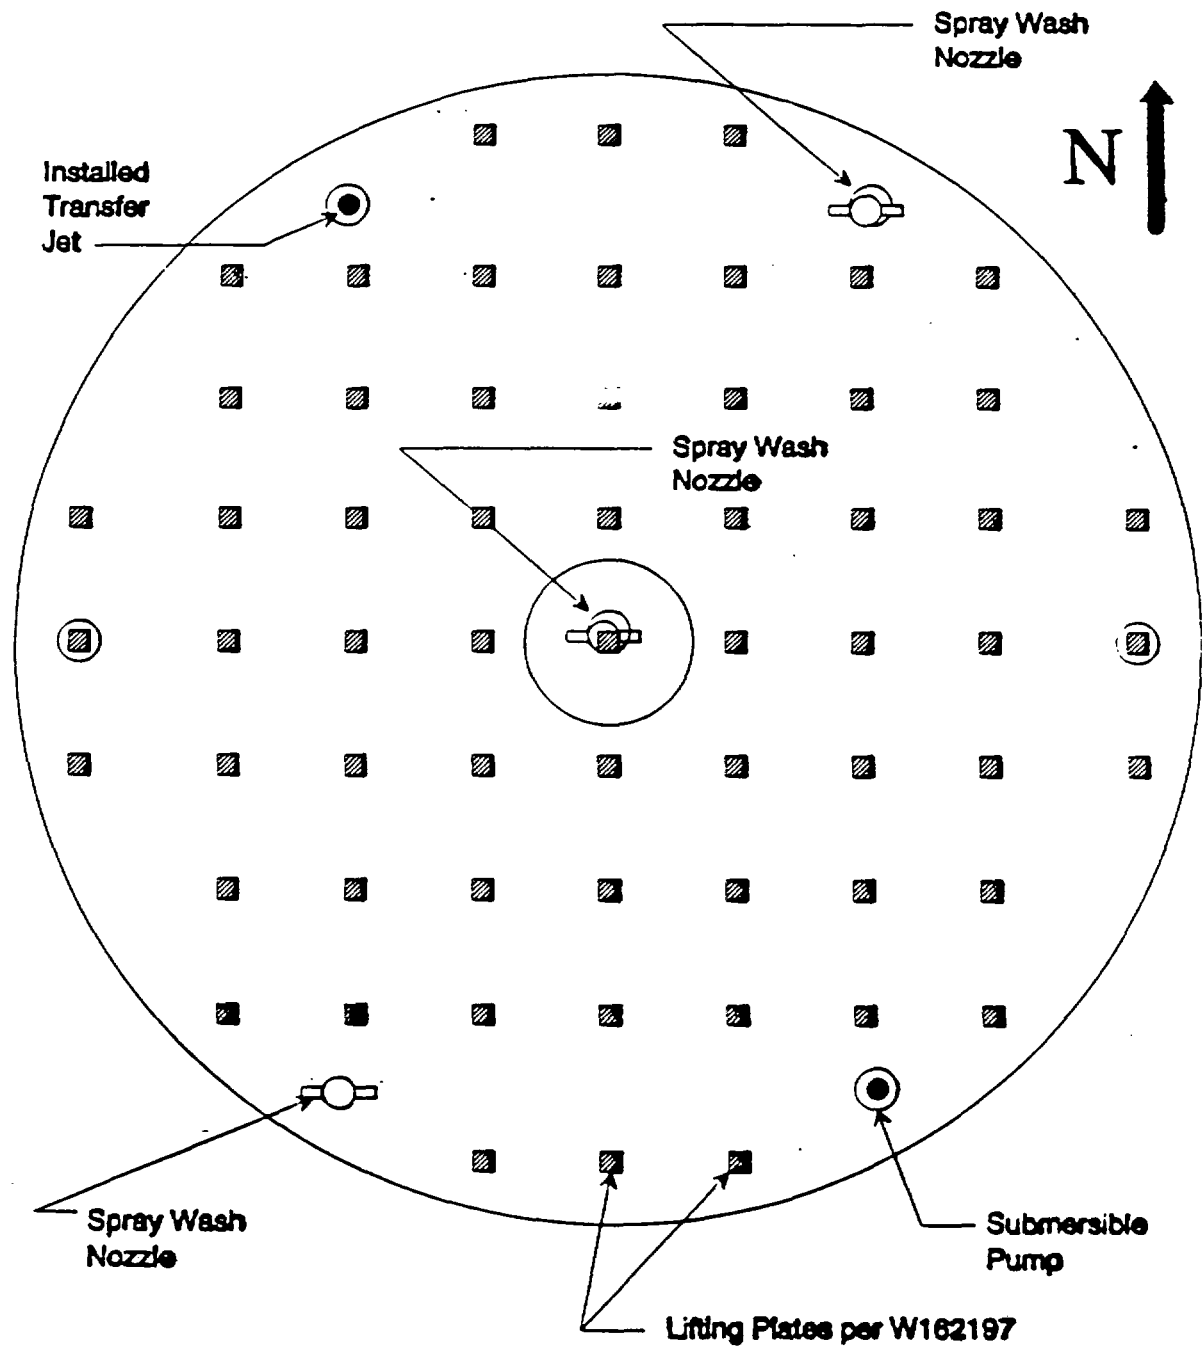 Spray Wash
Nozzle
N
Installed
Transfer
Jet
Spray Wash
Nozzle
Spray Wash
Nozzle
Submersible
Pump
Lifting Plates per W162197